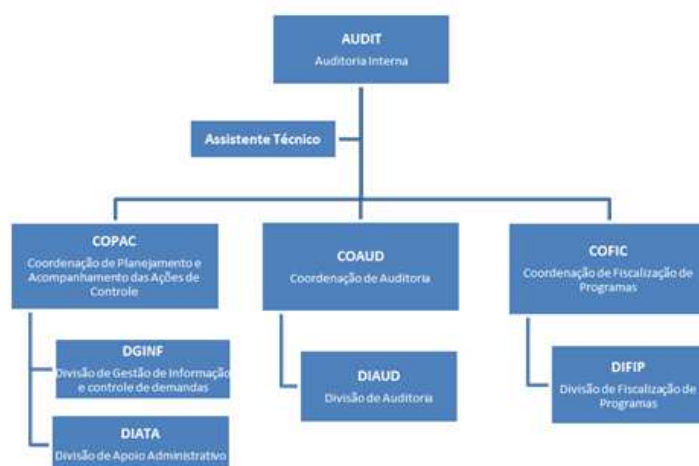 AUDIT
Auditoria Interna
Assistente Técnico
COPAC
Coordenação de Planejamento e
Acompanhamento das Ações de
Controle
DGINF
Divisão de Gestão de Informação
e controle de demandas
DIATA
Divisão de Apoio Administrativo
COAUD
Coordenação de Auditoria
DIAUD
Divisão de Auditoria
COFIC
Coordenação de Fiscalização de
Programas
DIFIP
Divisão de Fiscalização de
Programas